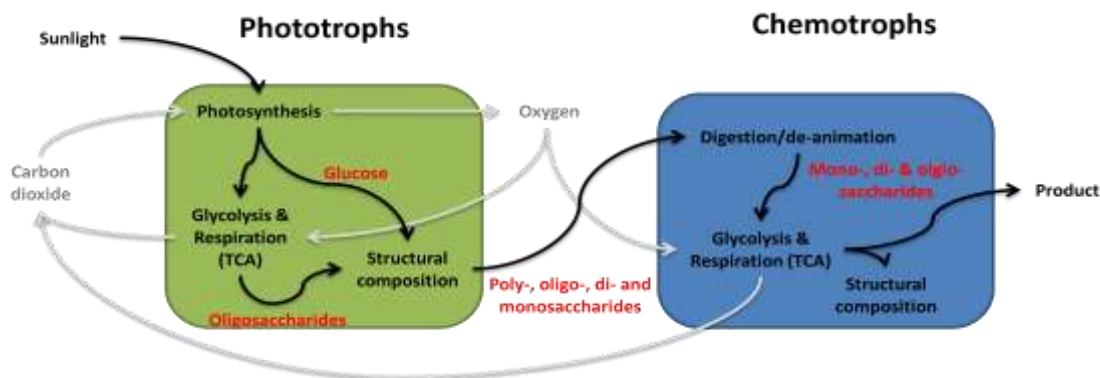 Phototrophs
Chemotrophs
Sunlight
Photosynthesis
Oxygen
Digestion/de-animation
Carbon
dioxide
Glucose
Mono-, di- & olgio-
saccharides
Product
Glycolysis &
Respiration
(TCA)
Structural
composition
Glycolysis &
Respiration (TCA)
Poly-, oligo-, di- and
monosaccharides
Structural
composition
Oligosaccharides